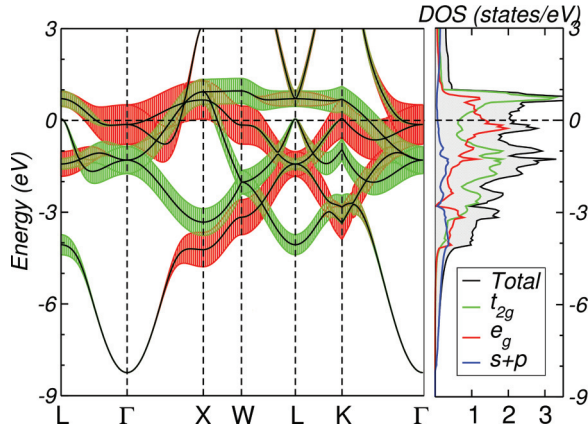 DOS (states/eV)
3
0
-3
-6
-9
Energy (eV)
L Γ X W L K Γ
3
0
-3
-6
-9
1 2 3
Total
t2g
eg
s+p